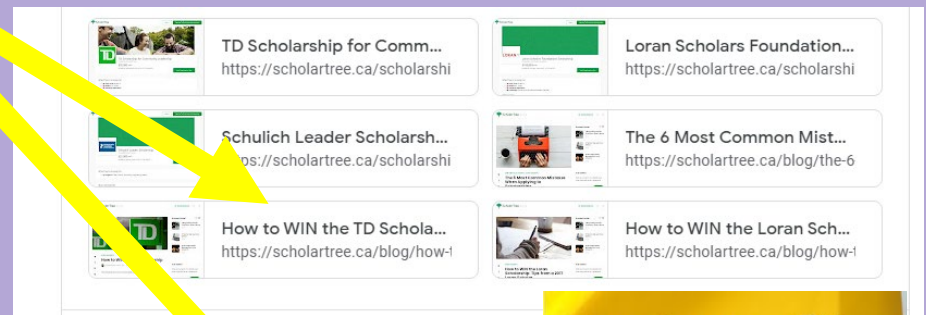 TD Scholarship for Comm...
https://scholartree.ca/scholarshi
Loran Scholars Foundation...
https://scholartree.ca/scholarshi
Schulich Leader Scholarsh...
https://scholartree.ca/scholarshi
The 6 Most Common Mist...
https://scholartree.ca/blog/the-6
How to WIN the TD Schola...
https://scholartree.ca/blog/how-t
How to WIN the Loran Sch...
https://scholartree.ca/blog/how-t